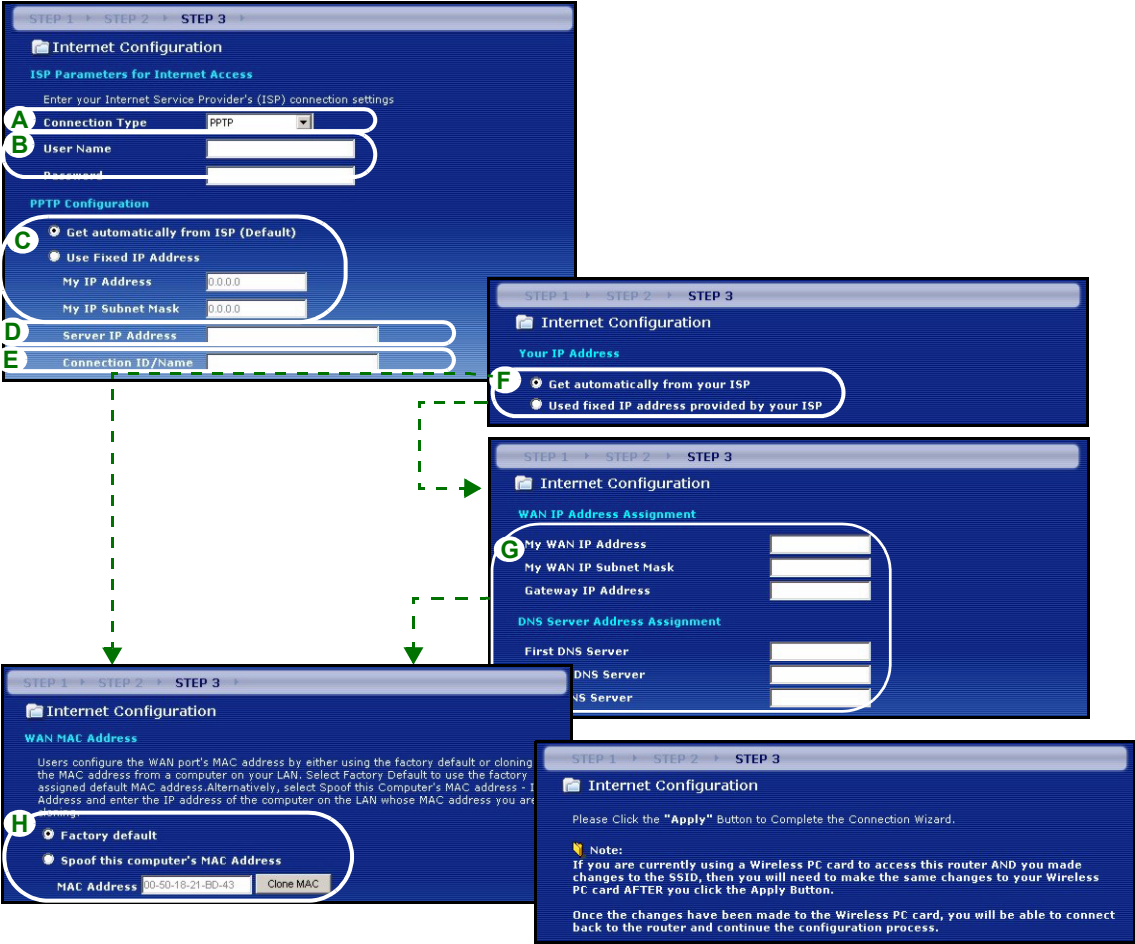 STEP 1 STEP 2 STEP 3
Internet Configuration
ISP Parameters for Internet Access
Enter your Internet Service Provider's (ISP) connection settings
A
Connection Type PPTP
B
User Name
Password
PPTP Configuration
C
Get automatically from ISP (Default)
Use Fixed IP Address
My IP Address 0.0.0.0
My IP Subnet Mask 0.0.0.0
D
Server IP Address
E
Connection ID/Name
STEP 1 STEP 2 STEP 3
Internet Configuration
Your IP Address
F
Get automatically from your ISP
Used fixed IP address provided by your ISP
STEP 1 STEP 2 STEP 3
Internet Configuration
WAN IP Address Assignment
G
My WAN IP Address
My WAN IP Subnet Mask
Gateway IP Address
DNS Server Address Assignment
First DNS Server
DNS Server
Server
STEP 1 STEP 2 STEP 3
Internet Configuration
WAN MAC Address
Users configure the WAN port's MAC address by either using the factory default or cloning
the MAC address from a computer on your LAN. Select Factory Default to use the factory
assigned default MAC address.Alternatively, select Spoof this Computer's MAC address - I
Address and enter the IP address of the computer on the LAN whose MAC address you are
cloning.
H
Factory default
Spoof this computer's MAC Address
MAC Address 00-50-18-21-BD-43 Clone MAC
STEP 1 STEP 2 STEP 3
Internet Configuration
Please Click the "Apply" Button to Complete the Connection Wizard.
Note:
If you are currently using a Wireless PC card to access this router AND you made
changes to the SSID, then you will need to make the same changes to your Wireless
PC card AFTER you click the Apply Button.
Once the changes have been made to the Wireless PC card, you will be able to connect
back to the router and continue the configuration process.